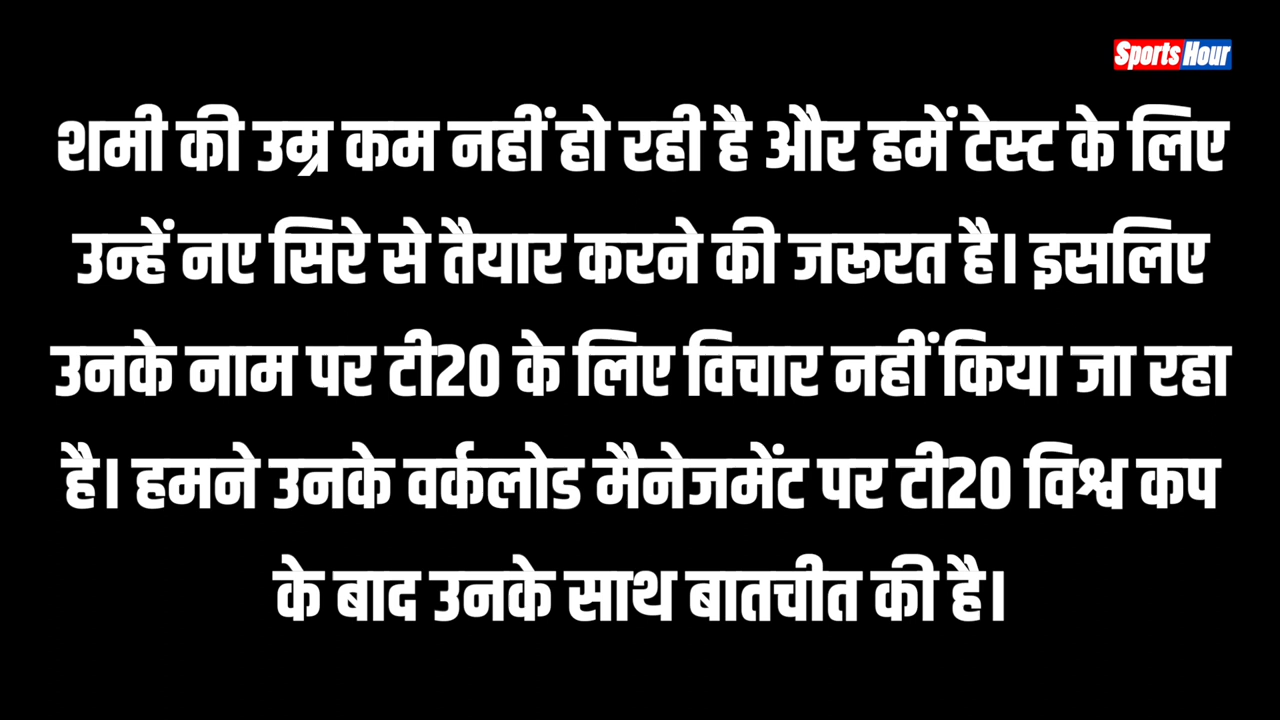 Sports Hour
शमी की उम्र कम नहीं हो रही है और हमें टेस्ट के लिए
उन्हें नए सिरे से तैयार करने की जरूरत है। इसलिए
उनके नाम पर टी20 के लिए विचार नहीं किया जा रहा
है। हमने उनके वर्कलोड मैनेजमेंट पर टी20 विश्व कप
के बाद उनके साथ बातचीत की है।